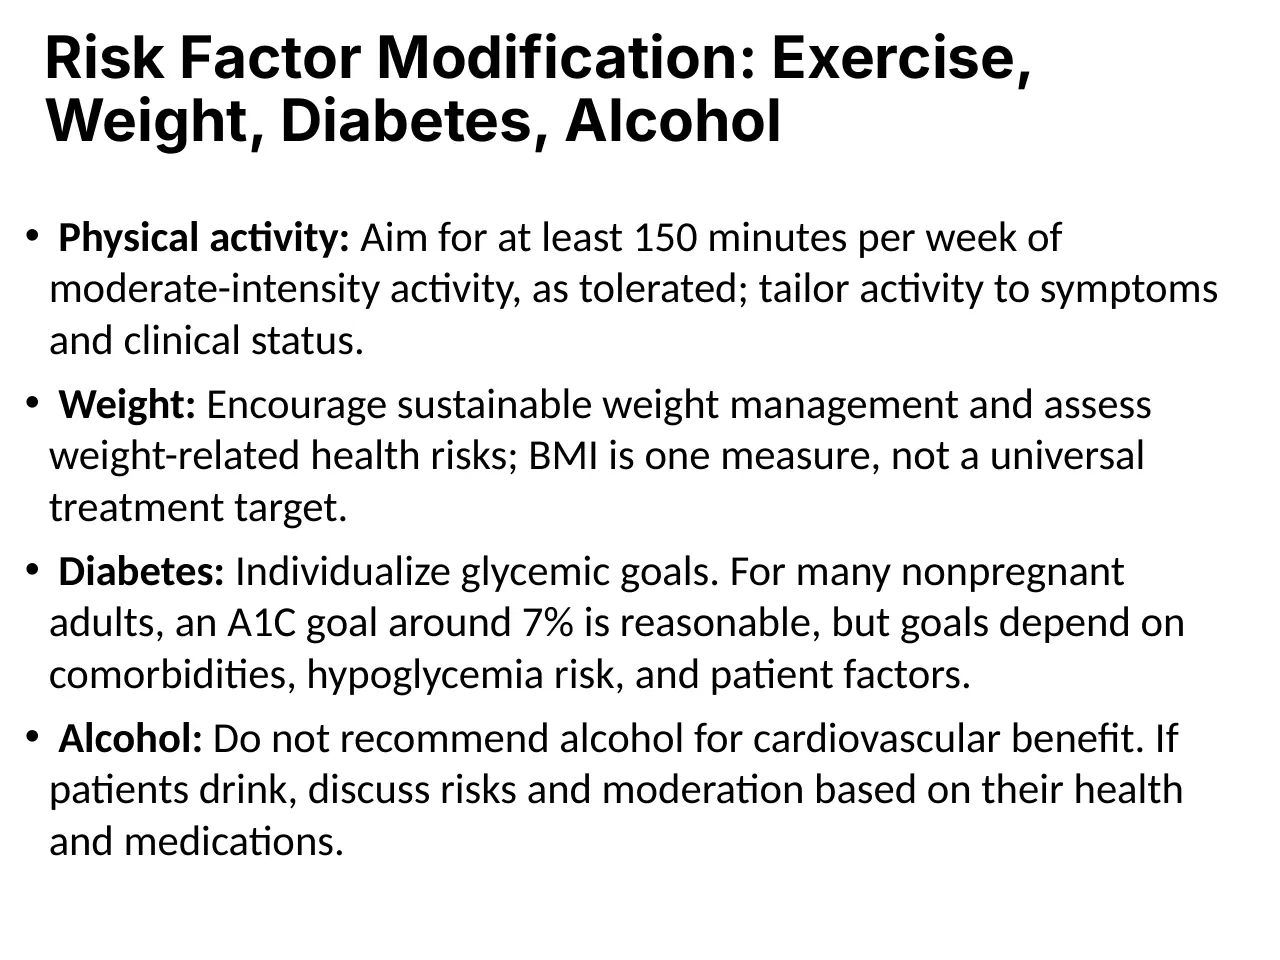 Risk Factor Modification: Exercise,
Weight, Diabetes, Alcohol
• Physical activity: Aim for at least 150 minutes per week of
moderate-intensity activity, as tolerated; tailor activity to symptoms
and clinical status.
• Weight: Encourage sustainable weight management and assess
weight-related health risks; BMI is one measure, not a universal
treatment target.
• Diabetes: Individualize glycemic goals. For many nonpregnant
adults, an A1C goal around 7% is reasonable, but goals depend on
comorbidities, hypoglycemia risk, and patient factors.
• Alcohol: Do not recommend alcohol for cardiovascular benefit. If
patients drink, discuss risks and moderation based on their health
and medications.